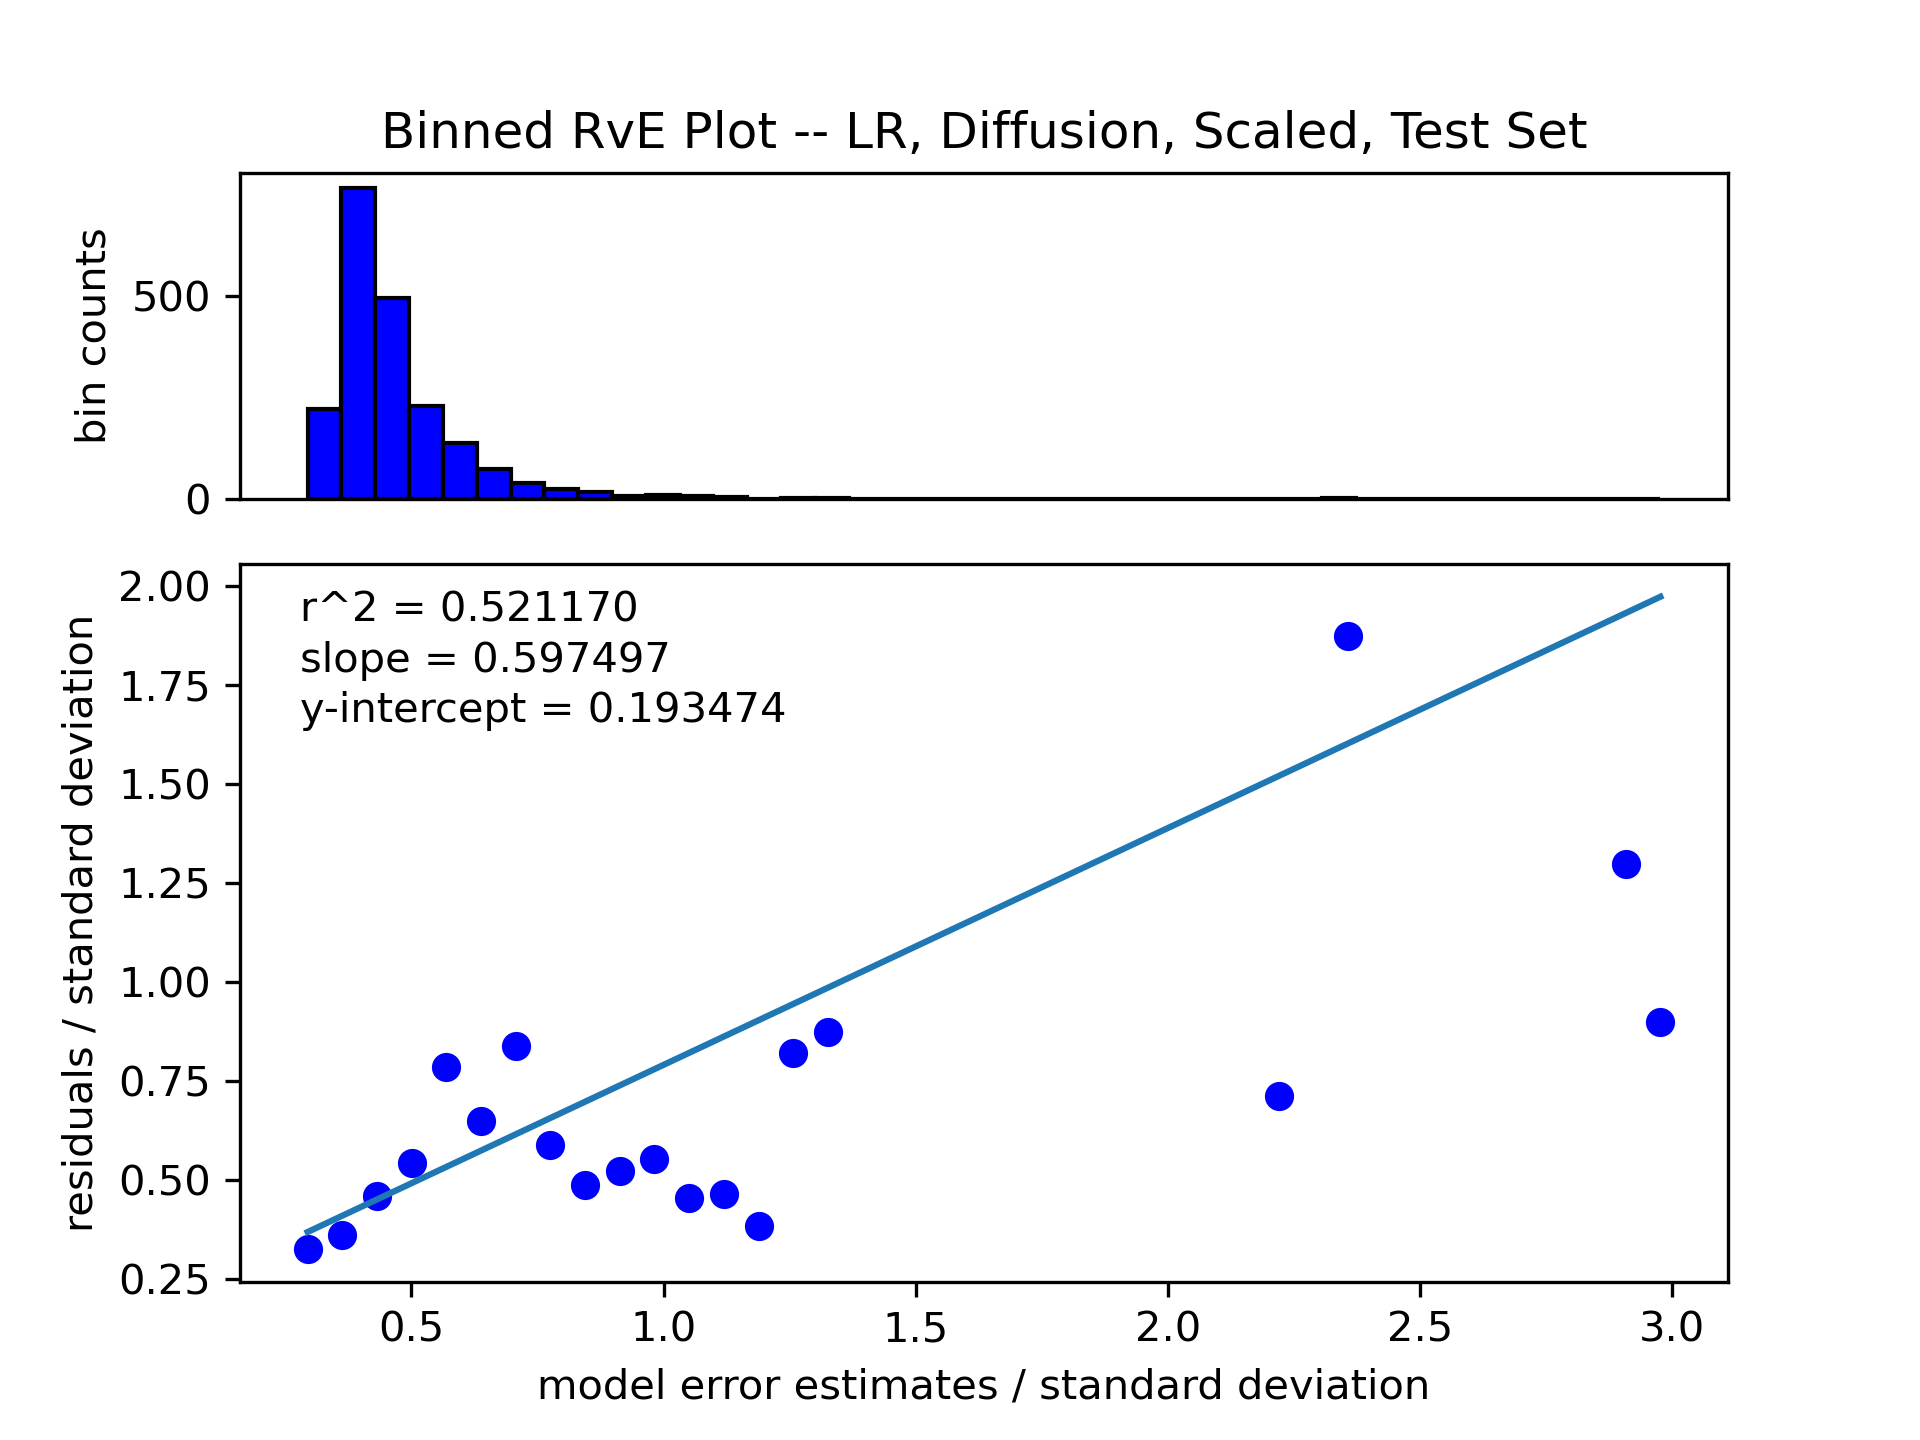 Binned RvE Plot -- LR, Diffusion, Scaled, Test Set
bin counts
500
0
r^2 = 0.521170
slope = 0.597497
y-intercept = 0.193474
residuals / standard deviation
2.00
1.75
1.50
1.25
1.00
0.75
0.50
0.25
0.5 1.0 1.5 2.0 2.5 3.0
model error estimates / standard deviation